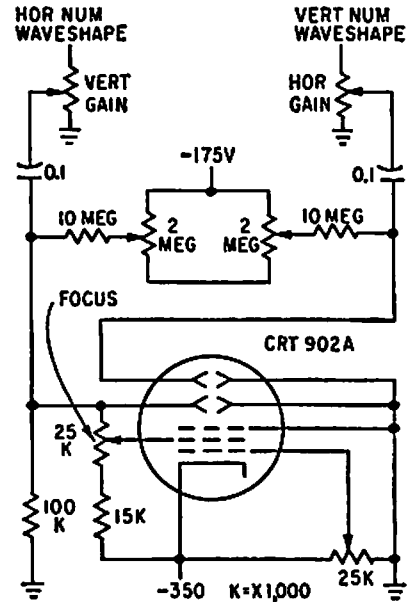 HOR NUM
WAVESHAPE
VERT NUM
WAVESHAPE
VERT
GAIN
HOR
GAIN
0.1
-175V
0.1
10 MEG
2
MEG
2
MEG
10 MEG
FOCUS
CRT 902A
25
K
100
K
15K
-350
K=X1,000
25K